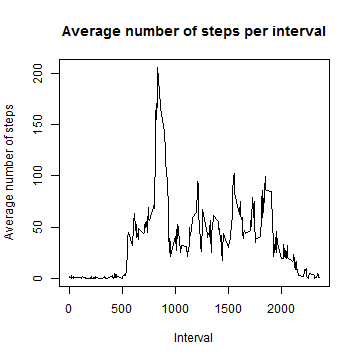 Average number of steps per interval
Average number of steps
200
150
100
50
0
0 500 1000 1500 2000
Interval